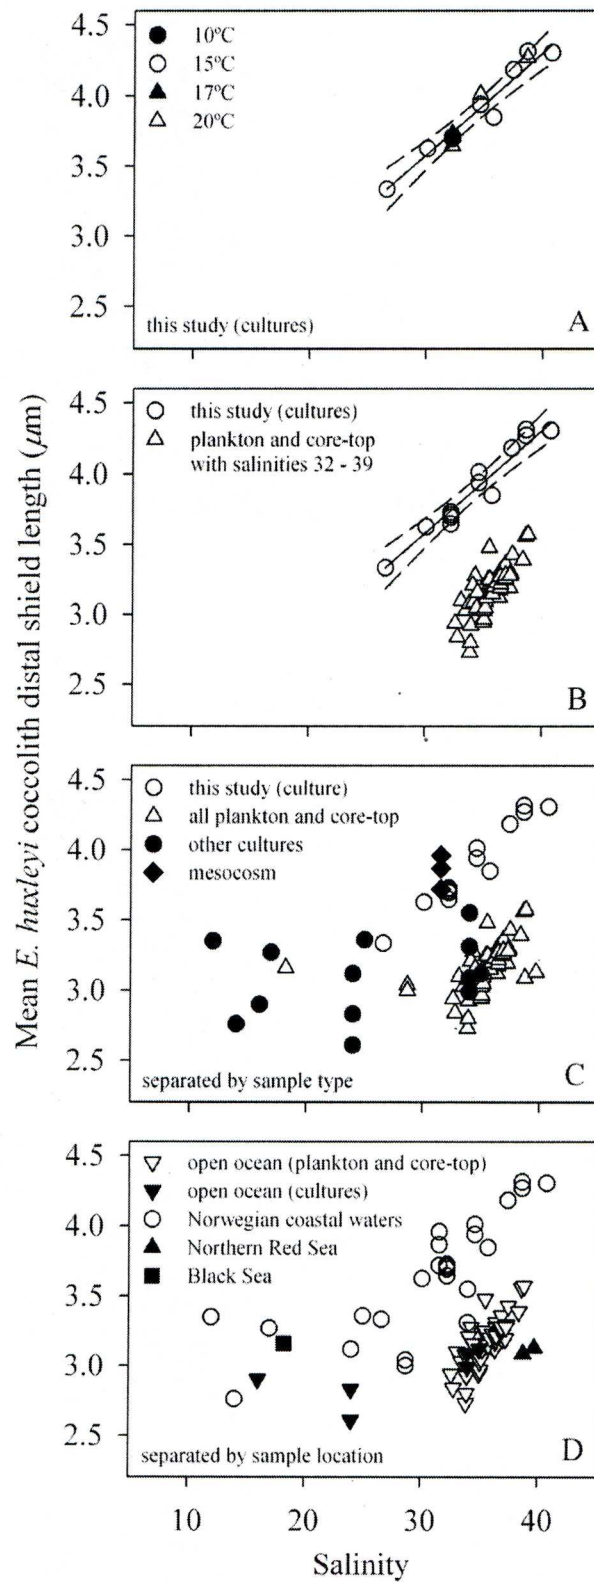 4.5
4.0
3.5
3.0
2.5
10ºC
15ºC
17ºC
20ºC
this study (cultures)
A
4.5
4.0
3.5
3.0
2.5
this study (cultures)
plankton and core-top
with salinities 32 - 39
B
Mean E. huxleyi coccolith distal shield length (µm)
4.5
4.0
3.5
3.0
2.5
this study (culture)
all plankton and core-top
other cultures
mesocosm
separated by sample type
C
4.5
4.0
3.5
3.0
2.5
open ocean (plankton and core-top)
open ocean (cultures)
Norwegian coastal waters
Northern Red Sea
Black Sea
separated by sample location
D
10
20
30
40
Salinity